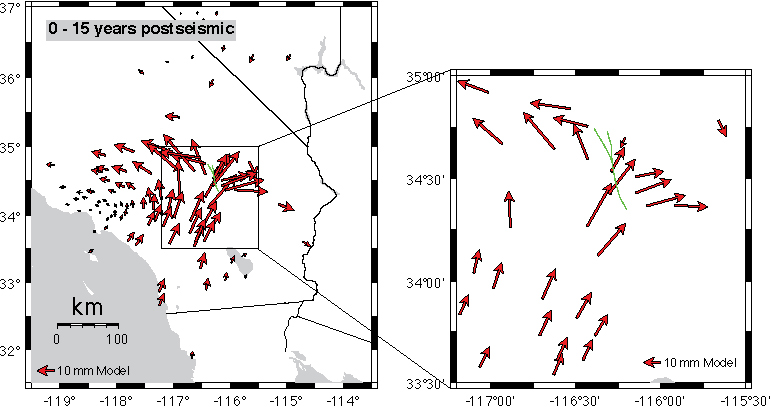 37°
0 - 15 years postseismic
36°
35°
34°
33°
32°
km
0 100
10 mm Model
-119° -118° -117° -116° -115° -114°
35°00'
34°30'
34°00'
33°30'
10 mm Model
-117°00' -116°30' -116°00' -115°30'